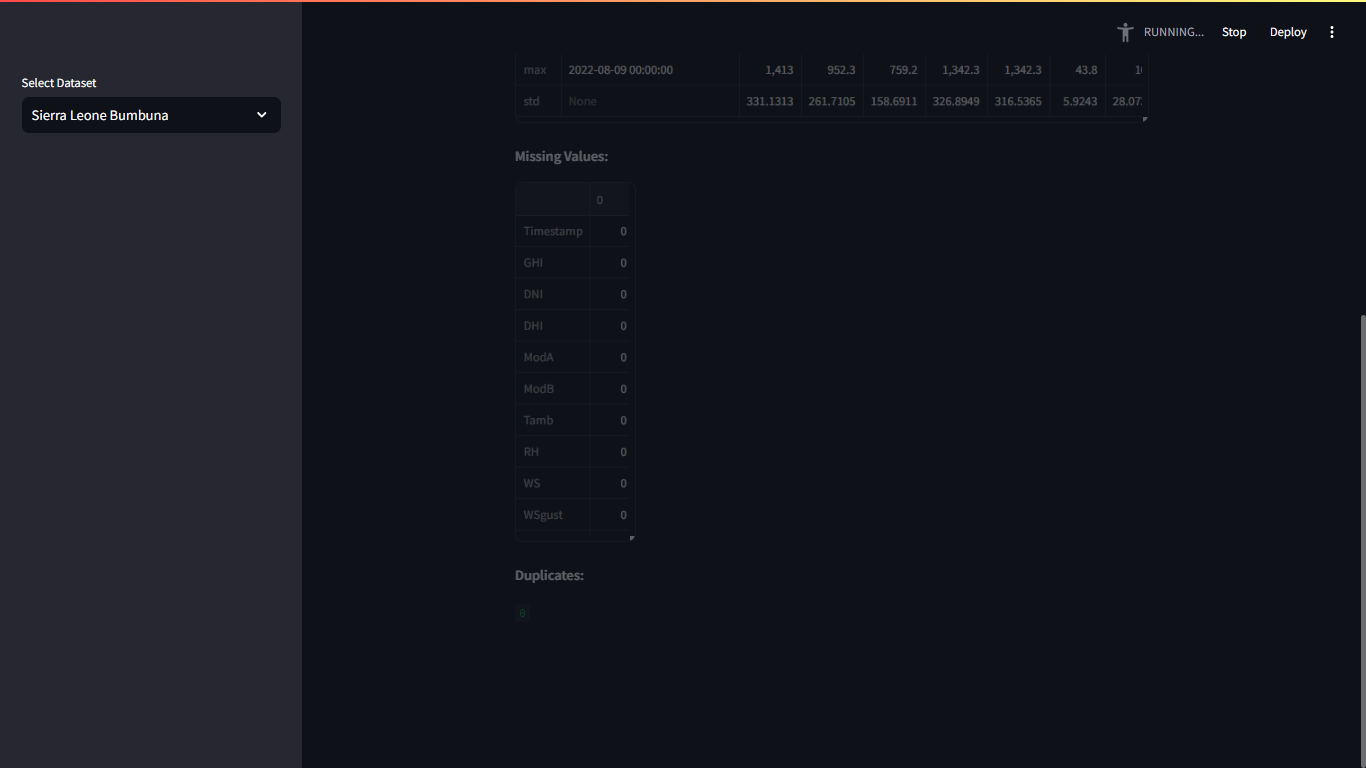 RUNNING... Stop Deploy
Select Dataset
Sierra Leone Bumbuna
max 2022-08-09 00:00:00 1,413 952.3 759.2 1,342.3 1,342.3 43.8
std None 331.1313 261.7105 158.6911 326.8949 316.5365 5.9243 28.07
Missing Values:
0
Timestamp 0
GHI 0
DNI 0
DHI 0
ModA 0
ModB 0
Tamb 0
RH 0
WS 0
WSgust 0
Duplicates:
0